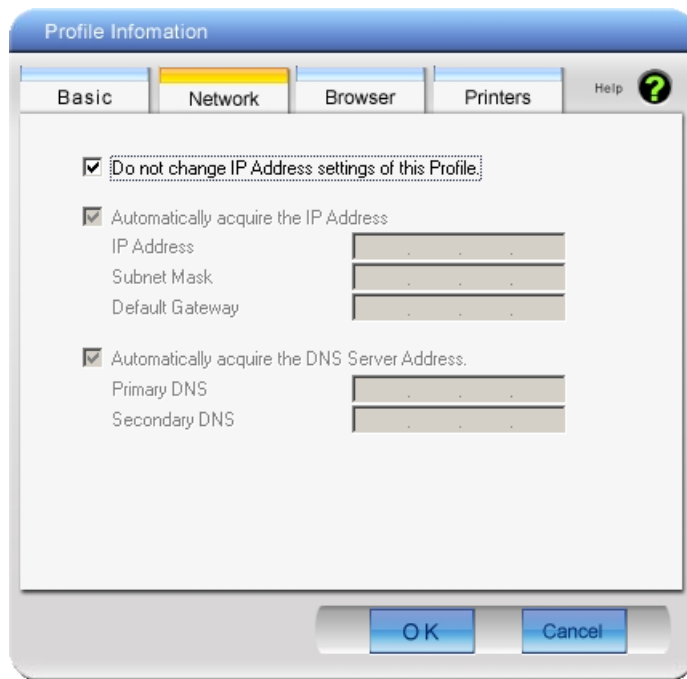 Profile Infomation
Basic Network Browser Printers Help ?
Do not change IP Address settings of this Profile.
Automatically acquire the IP Address
IP Address . . .
Subnet Mask . . .
Default Gateway . . .
Automatically acquire the DNS Server Address.
Primary DNS . . .
Secondary DNS . . .
OK Cancel